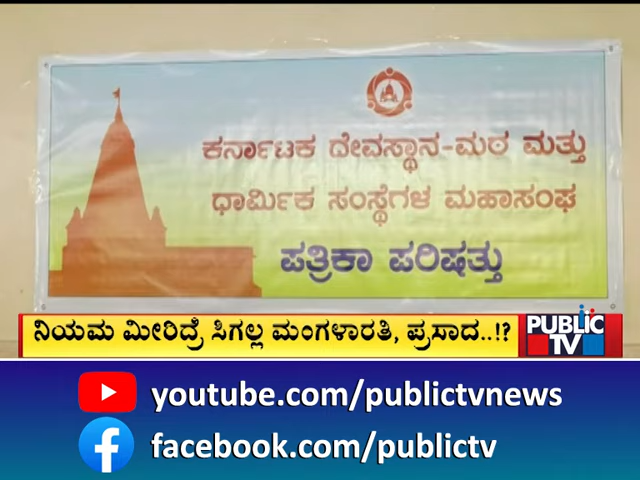 ಕರ್ನಾಟಕ ದೇವಸ್ಥಾನ-ಮಠ ಮತ್ತು
ಧಾರ್ಮಿಕ ಸಂಸ್ಥೆಗಳ ಮಹಾಸಂಘ
ಪತ್ರಿಕಾ ಪರಿಷತ್ತು
ನಿಯಮ ಮೀರಿದ್ರೆ ಸಿಗಲ್ಲ ಮಂಗಳಾರತಿ, ಪ್ರಸಾದ..!?
PUBLiC
TV
youtube.com/publictvnews
facebook.com/publictv